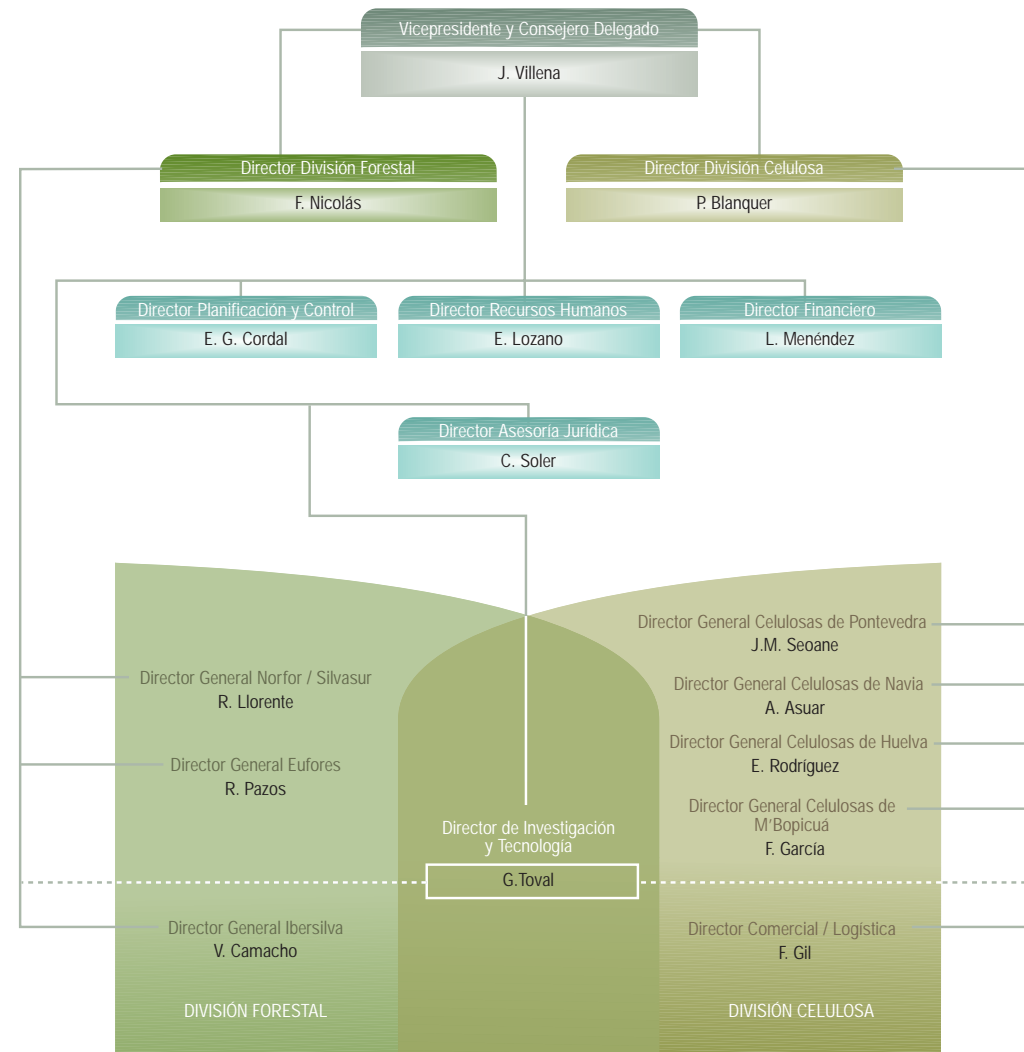 Vicepresidente y Consejero Delegado
J. Villena
Director División Forestal
F. Nicolás
Director División Celulosa
P. Blanquer
Director Planificación y Control
E. G. Cordal
Director Recursos Humanos
E. Lozano
Director Financiero
L. Menéndez
Director Asesoría Jurídica
C. Soler
Director General Norfor / Silvasur
R. Llorente
Director General Eufores
R. Pazos
Director General Ibersilva
V. Camacho
DIVISIÓN FORESTAL
Director de Investigación
y Tecnología
G.Toval
Director General Celulosas de Pontevedra
J.M. Seoane
Director General Celulosas de Navia
A. Asuar
Director General Celulosas de Huelva
E. Rodríguez
Director General Celulosas de
M'Bopicuá
F. García
Director Comercial / Logística
F. Gil
DIVISIÓN CELULOSA